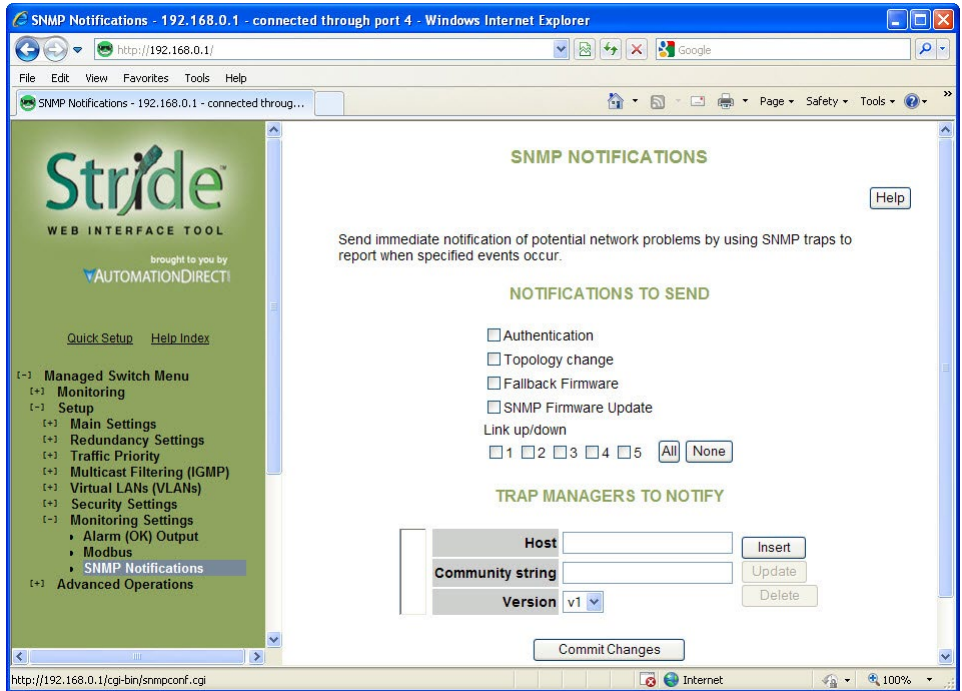 SNMP Notifications - 192.168.0.1 - connected through port 4 - Windows Internet Explorer
http://192.168.0.1/
Google
File Edit View Favorites Tools Help
SNMP Notifications - 192.168.0.1 - connected throug...
Page Safety Tools
Stride
WEB INTERFACE TOOL
brought to you by
AUTOMATIONDIRECT
Quick Setup Help Index
[-] Managed Switch Menu
[+] Monitoring
[-] Setup
[+] Main Settings
[+] Redundancy Settings
[+] Traffic Priority
[+] Multicast Filtering (IGMP)
[+] Virtual LANs (VLANs)
[+] Security Settings
[-] Monitoring Settings
Alarm (OK) Output
Modbus
SNMP Notifications
[+] Advanced Operations
SNMP NOTIFICATIONS
Help
Send immediate notification of potential network problems by using SNMP traps to
report when specified events occur.
NOTIFICATIONS TO SEND
Authentication
Topology change
Fallback Firmware
SNMP Firmware Update
Link up/down
1 2 3 4 5 All None
TRAP MANAGERS TO NOTIFY
Host
Insert
Community string
Update
Version v1
Delete
Commit Changes
http://192.168.0.1/cgi-bin/snmpconf.cgi
Internet
100%